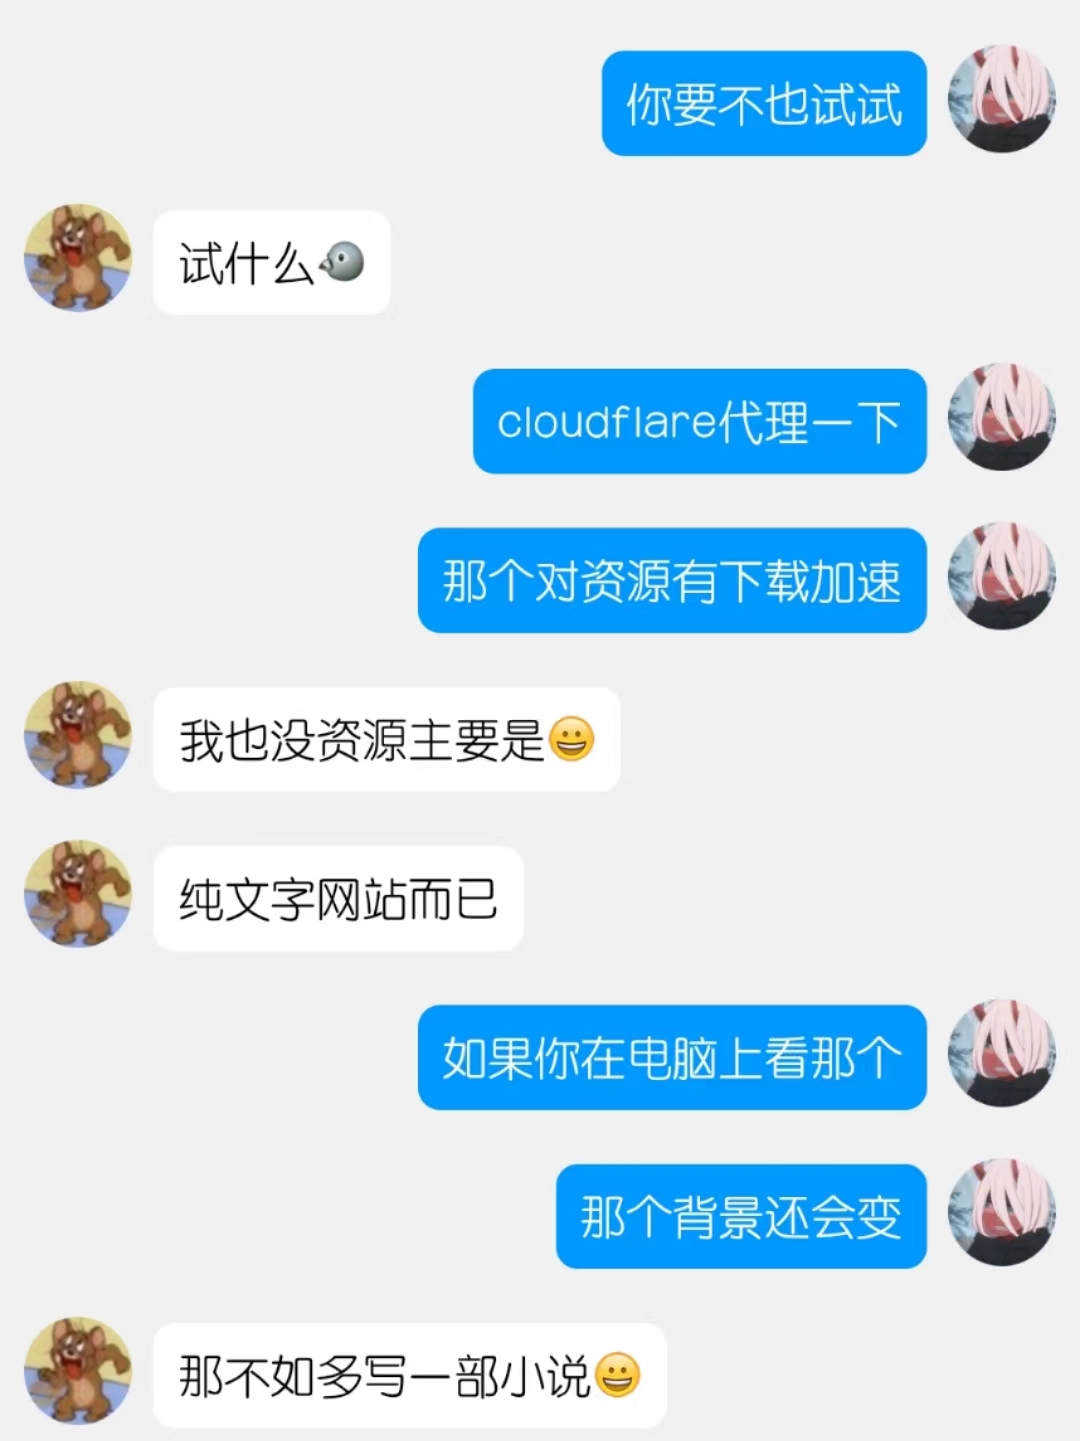 你要不也试试
试什么🐦
cloudflare代理一下
那个对资源有下载加速
我也没资源主要是😀
纯文字网站而已
如果你在电脑上看那个
那个背景还会变
那不如多写一部小说😀